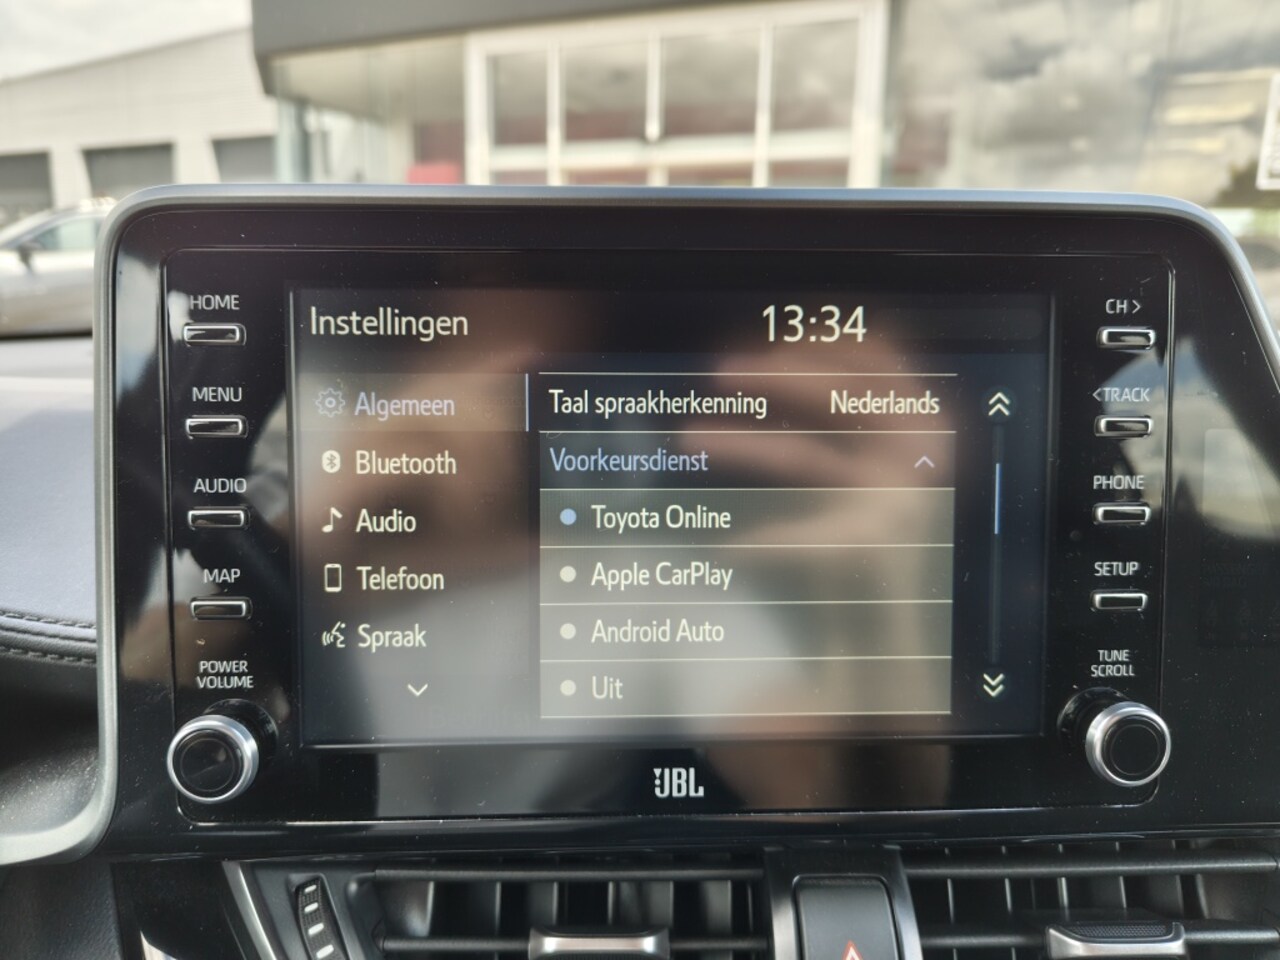 HOME
MENU
AUDIO
MAP
POWER
VOLUME
Instellingen
13:34
Algemeen
Bluetooth
Audio
Telefoon
Spraak
Taal spraakherkenning Nederlands
Voorkeursdienst
Toyota Online
Apple CarPlay
Android Auto
Uit
CH >
<TRACK
PHONE
SETUP
TUNE
SCROLL
JBL